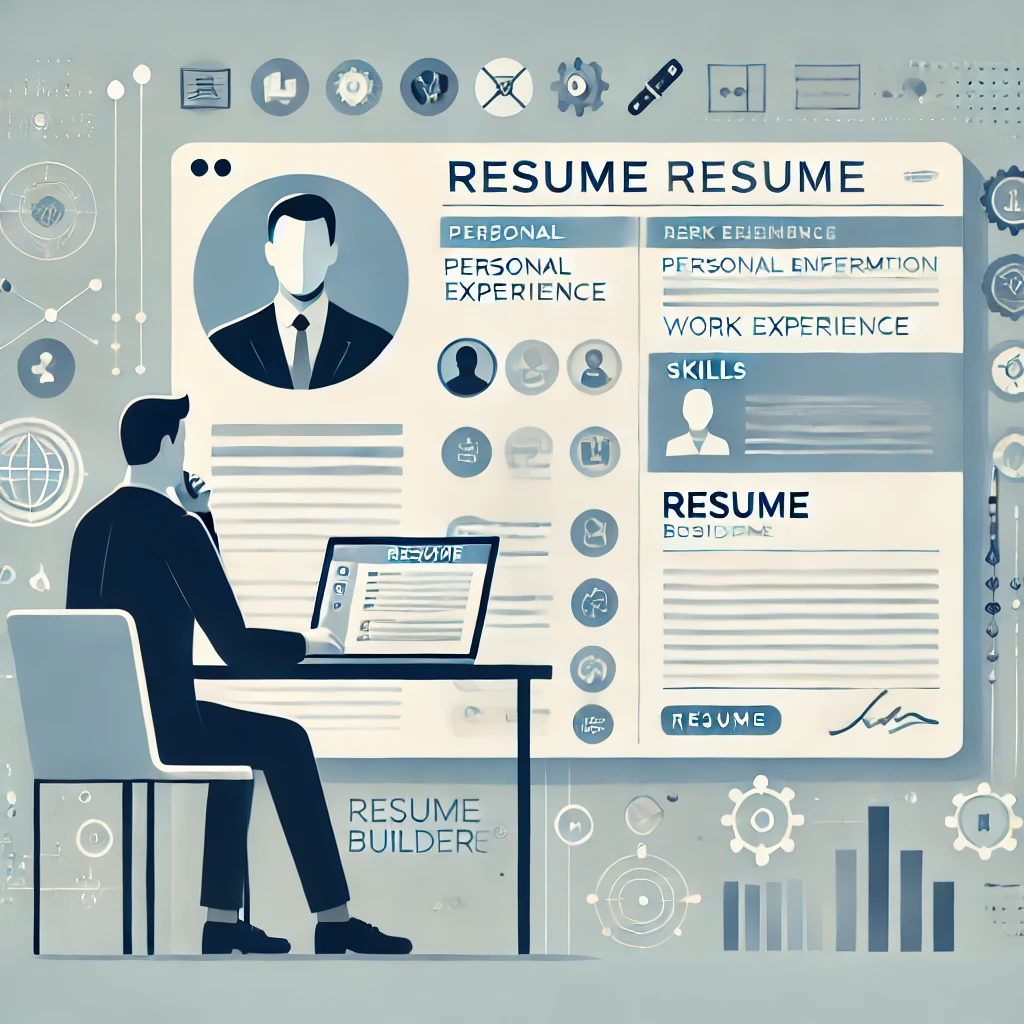 RESUME RESUME
PERSONAL
PERSONAL
EXPERIENCE
PERSONAL ENFERMTION
WORK EXPERIENCE
SKILLS
RESUME
RESUME
RESUME
RESUME
BUILDERE